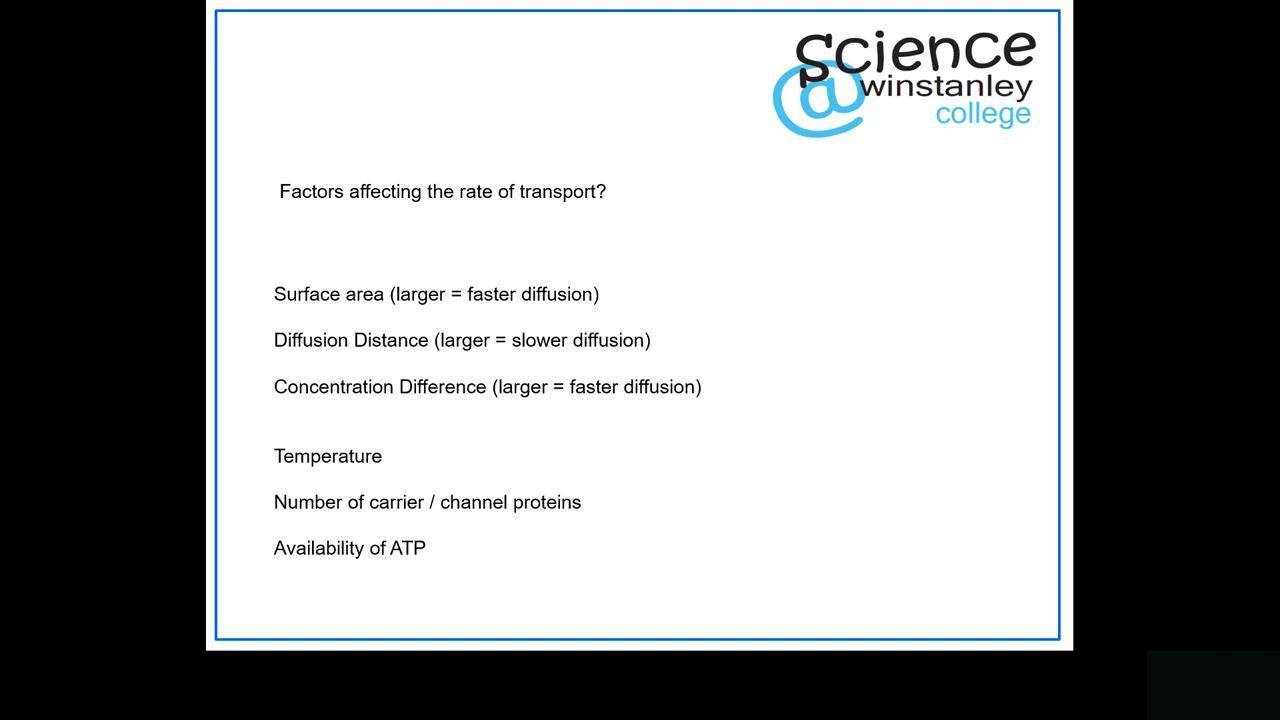 Science
@winstanley
college
Factors affecting the rate of transport?
Surface area (larger = faster diffusion)
Diffusion Distance (larger = slower diffusion)
Concentration Difference (larger = faster diffusion)
Temperature
Number of carrier / channel proteins
Availability of ATP